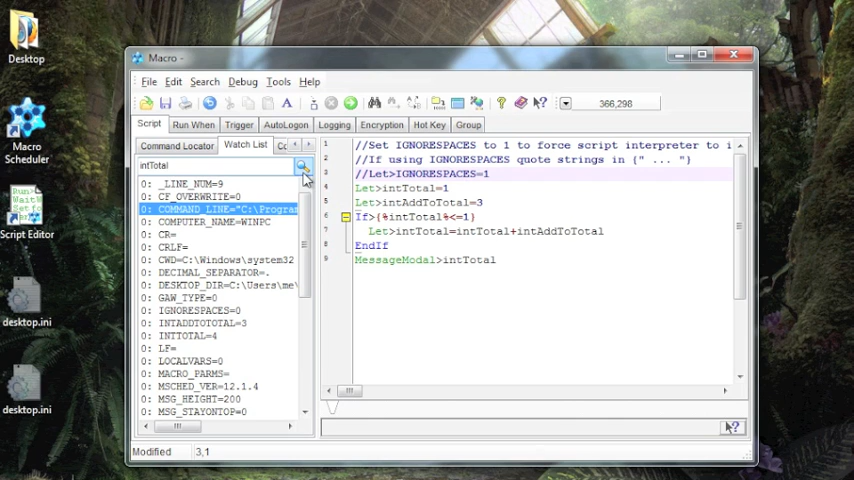 Desktop
Macro
Scheduler
Script Editor
desktop.ini
desktop.ini
Macro -
File Edit Search Debug Tools Help
366,298
Script Run When Trigger AutoLogon Logging Encryption Hot Key Group
Command Locator Watch List Co
intTotal
0: _LINE_NUM=9
0: CF_OVERWRITE=0
0: COMMAND_LINE="C:\Program
0: COMPUTER_NAME=WINPC
0: CR=
0: CRLF=
0: CWD=C:\Windows\system32
0: DECIMAL_SEPARATOR=.
0: DESKTOP_DIR=C:\Users\me\
0: GAW_TYPE=0
0: IGNORESPACES=0
0: INTADDTOTOTAL=3
0: INTTOTAL=4
0: LF=
0: LOCALVARS=0
0: MACRO_PARMS=
0: MSCHED_VER=12.1.4
0: MSG_HEIGHT=200
0: MSG_STAYONTOP=0
1 //Set IGNORESPACES to 1 to force script interpreter to i
2 //If using IGNORESPACES quote strings in {" ... "}
3 //Let>IGNORESPACES=1
4 Let>intTotal=1
5 Let>intAddToTotal=3
6 If>{%intTotal%<=1}
7 Let>intTotal=intTotal+intAddToTotal
8 EndIf
9 MessageModal>intTotal
Modified 3,1